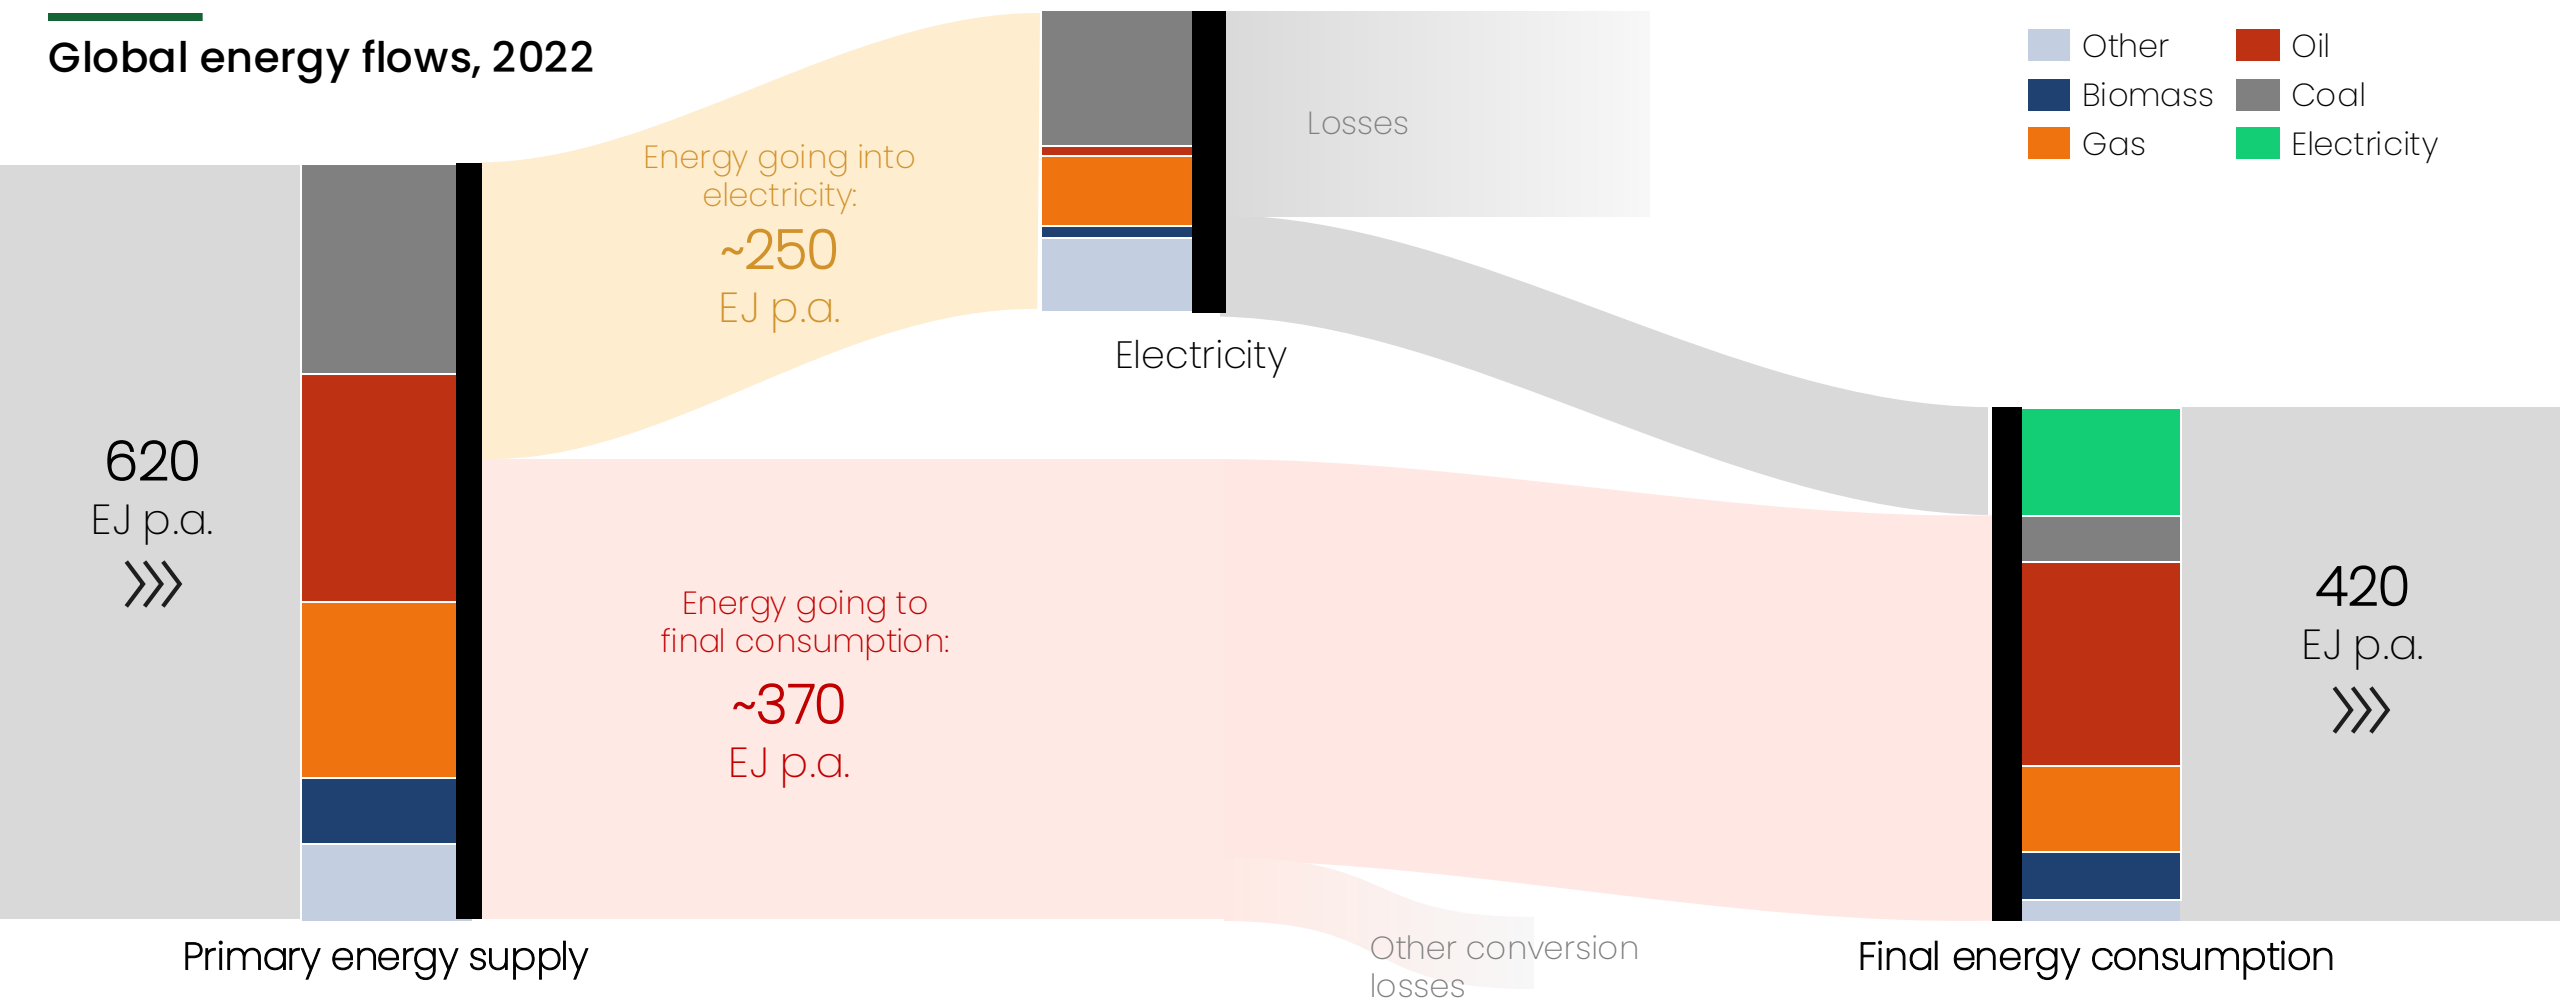 Global energy flows, 2022
Other
Oil
Biomass
Coal
Gas
Electricity
Losses
Energy going into
electricity:
~250
EJ p.a.
Electricity
620
EJ p.a.
Energy going to
final consumption:
~370
EJ p.a.
420
EJ p.a.
Other conversion
losses
Primary energy supply
Final energy consumption